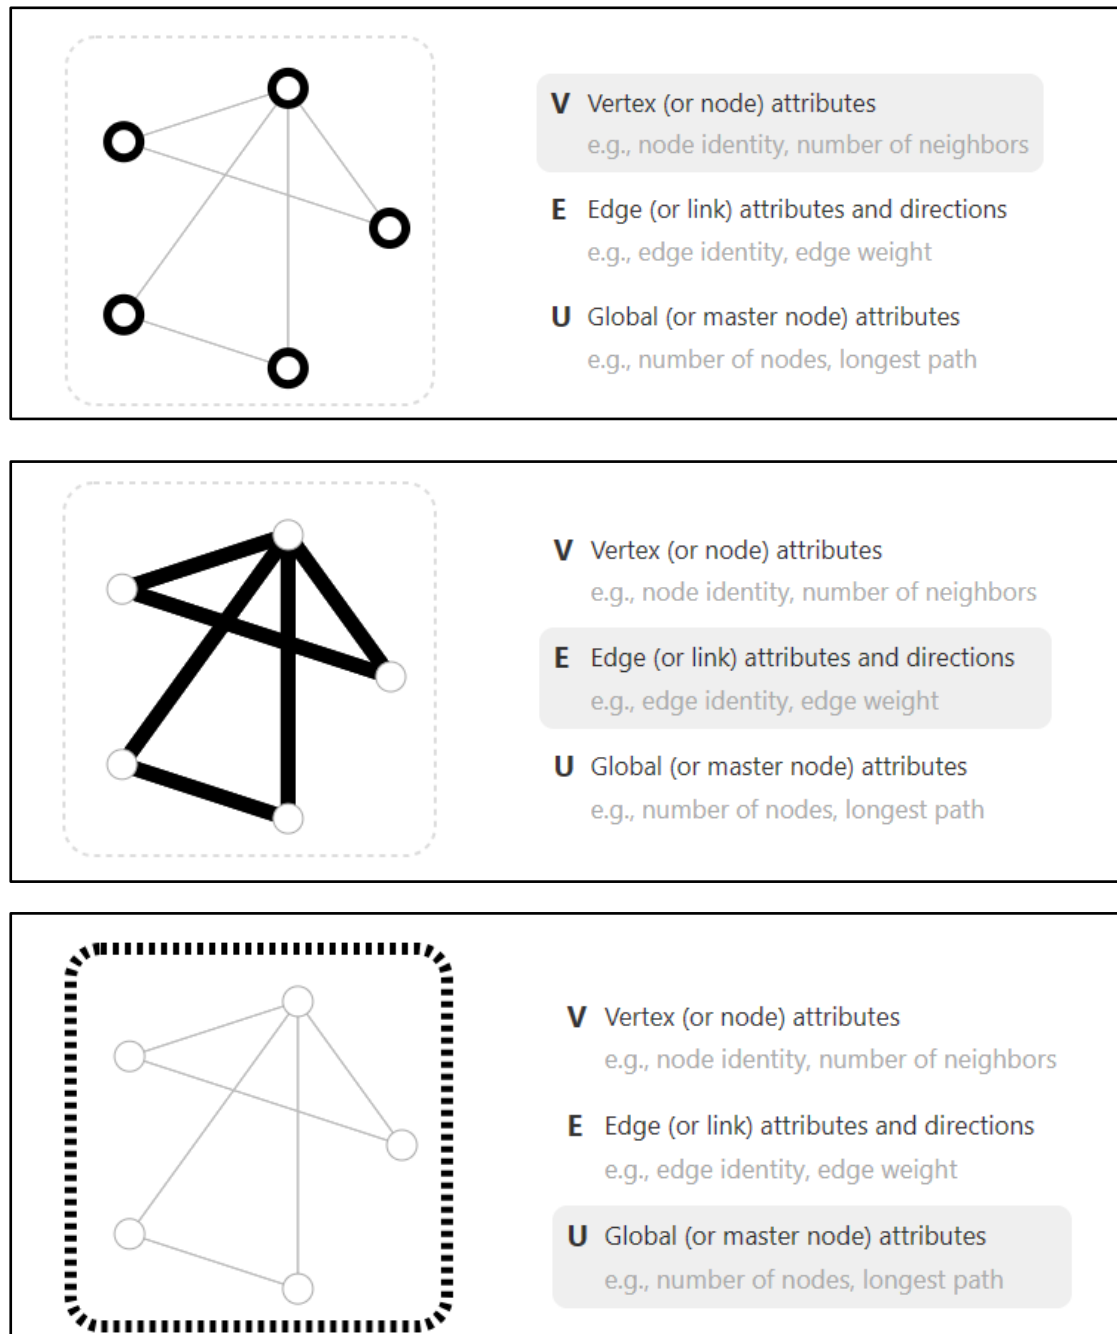 V Vertex (or node) attributes
e.g., node identity, number of neighbors
E Edge (or link) attributes and directions
e.g., edge identity, edge weight
U Global (or master node) attributes
e.g., number of nodes, longest path
V Vertex (or node) attributes
e.g., node identity, number of neighbors
E Edge (or link) attributes and directions
e.g., edge identity, edge weight
U Global (or master node) attributes
e.g., number of nodes, longest path
V Vertex (or node) attributes
e.g., node identity, number of neighbors
E Edge (or link) attributes and directions
e.g., edge identity, edge weight
U Global (or master node) attributes
e.g., number of nodes, longest path